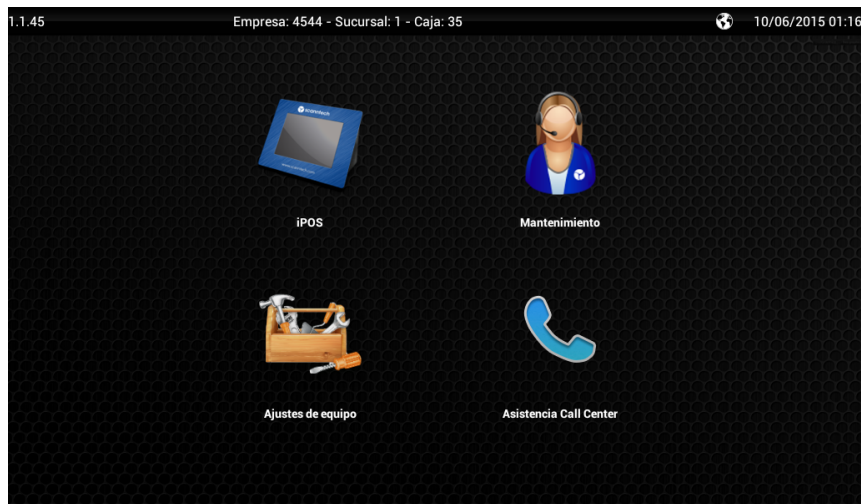 1.1.45
Empresa: 4544 - Sucursal: 1 - Caja: 35
10/06/2015 01:16
scanntech
iPOS
Mantenimiento
Ajustes de equipo
Asistencia Call Center